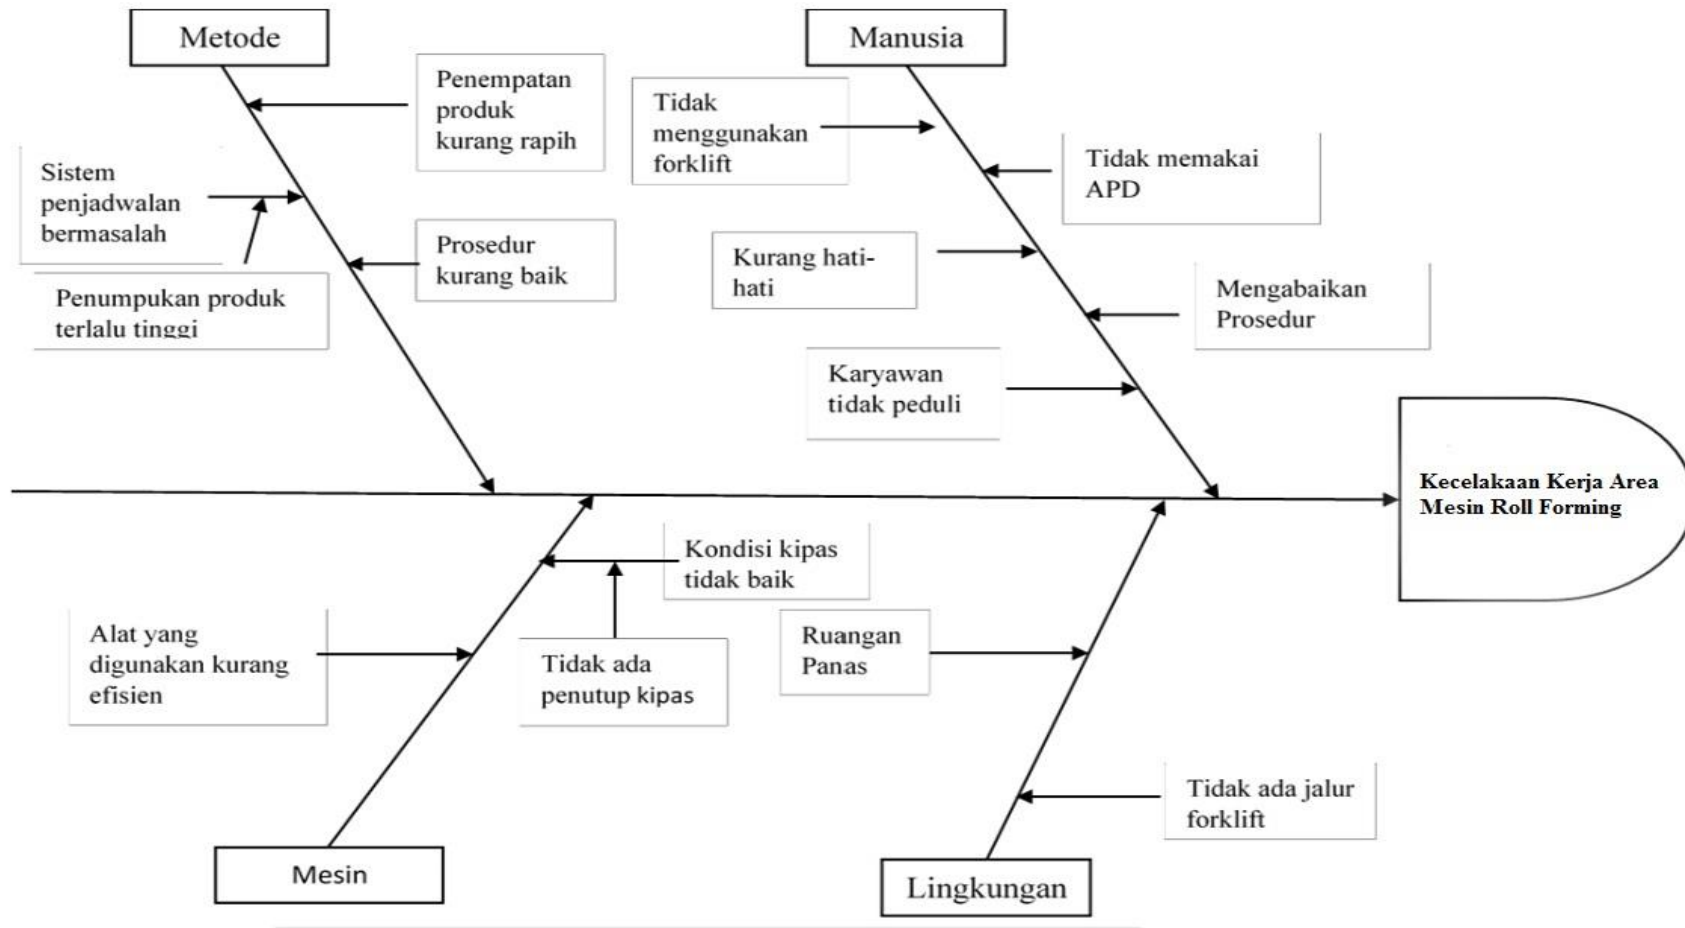 Metode
Manusia
Penempatan
produk
kurang rapih
Tidak
menggunakan
forklift
Tidak memakai
APD
Sistem
penjadwalan
bermasalah
Prosedur
kurang baik
Kurang hati-
hati
Mengabaikan
Prosedur
Penumpukan produk
terlalu tinggi
Karyawan
tidak peduli
Kecelakaan Kerja Area
Mesin Roll Forming
Kondisi kipas
tidak baik
Alat yang
digunakan kurang
efisien
Tidak ada
penutup kipas
Ruangan
Panas
Tidak ada jalur
forklift
Mesin
Lingkungan